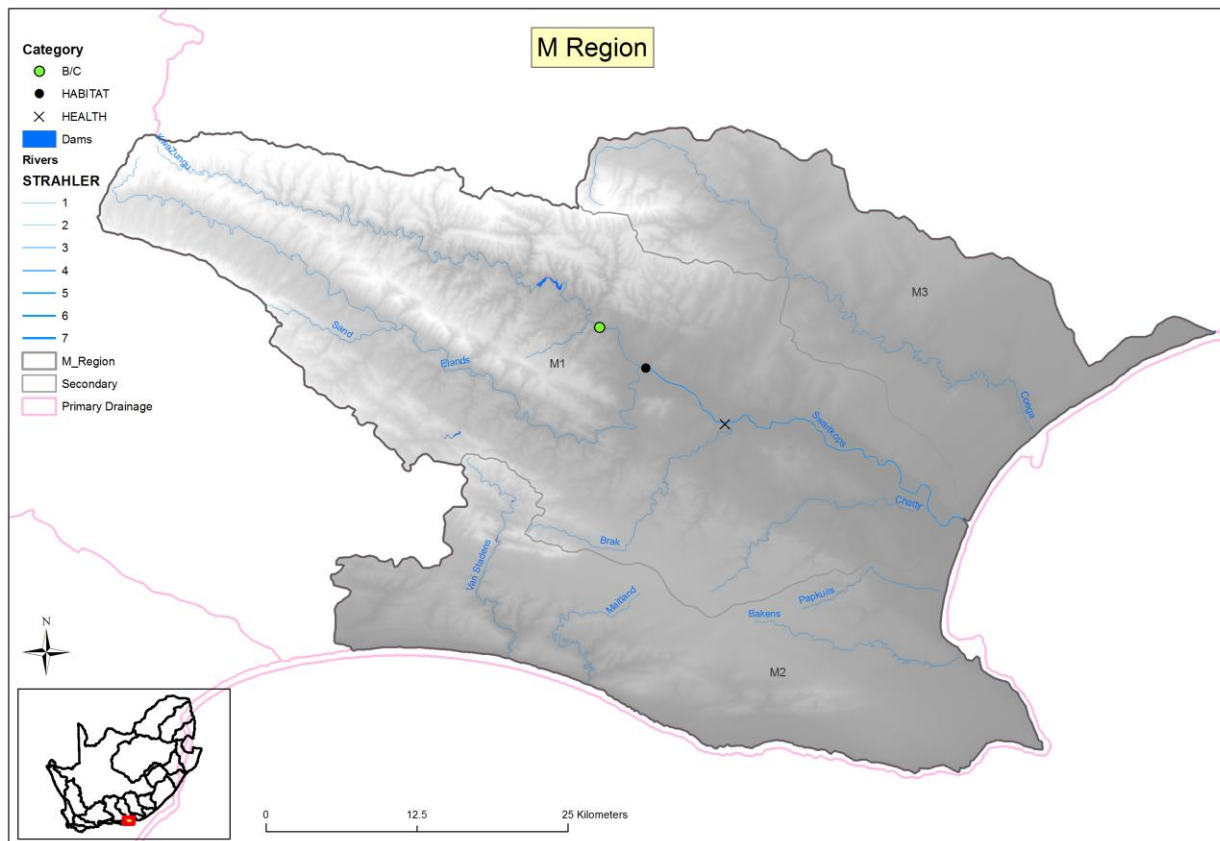 M Region
Category
B/C
HABITAT
HEALTH
Dams
Rivers
STRAHLER
1
2
3
4
5
6
7
M_Region
Secondary
Primary Drainage
KwaZungu
Sand
Elands
M1
M3
Coega
Swartkops
Chatty
Brak
Van Stadens
Maitland
Papkuils
Bakens
M2
N
0
12.5
25 Kilometers